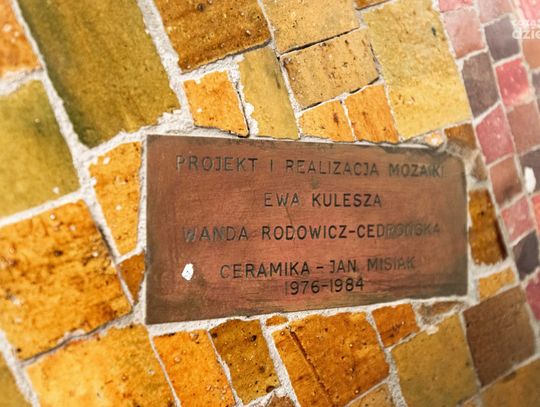 PROJEKT I REALIZACJA MOZAIKI
EWA KULESZA
WANDA RODOWICZ-CEDROŃSKA
CERAMIKA - JAN MISIAK
1976-1984